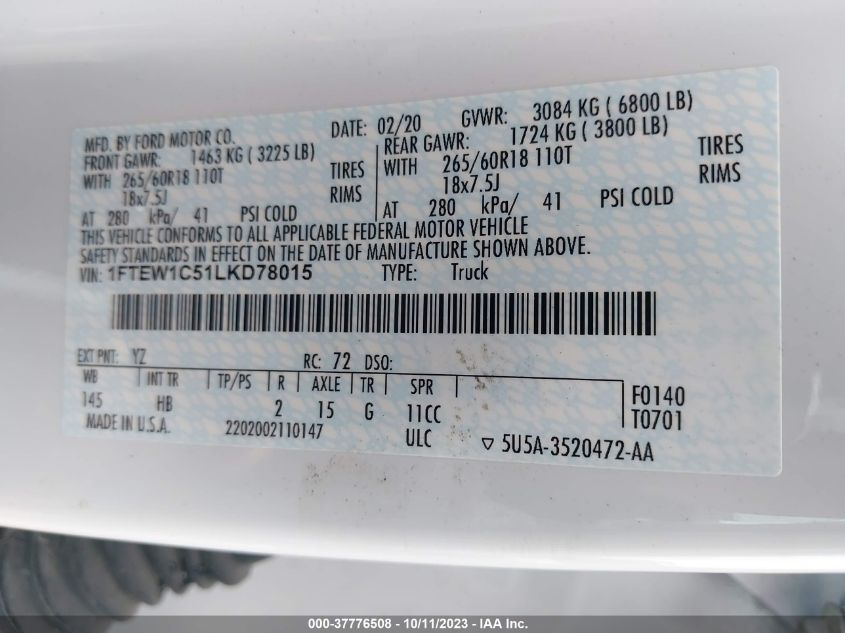 MFD. BY FORD MOTOR CO.
DATE: 02/20
GVWR: 3084 KG ( 6800 LB)
FRONT GAWR: 1463 KG ( 3225 LB)
REAR GAWR: 1724 KG ( 3800 LB)
WITH 265/60R18 110T TIRES
WITH 265/60R18 110T TIRES
18x7.5J RIMS
18x7.5J RIMS
AT 280 kPa/ 41 PSI COLD
AT 280 kPa/ 41 PSI COLD
THIS VEHICLE CONFORMS TO ALL APPLICABLE FEDERAL MOTOR VEHICLE
SAFETY STANDARDS IN EFFECT ON THE DATE OF MANUFACTURE SHOWN ABOVE.
VIN: 1FTEW1C51LKD78015 TYPE: Truck
EXT PNT: YZ RC: 72 DSO:
WB INT TR TP/PS R AXLE TR SPR
145 HB 2 15 G 11CC
F0140
T0701
MADE IN U.S.A. 2202002110147 ULC
5U5A-3520472-AA
000-37776508 - 10/11/2023 - IAA Inc.